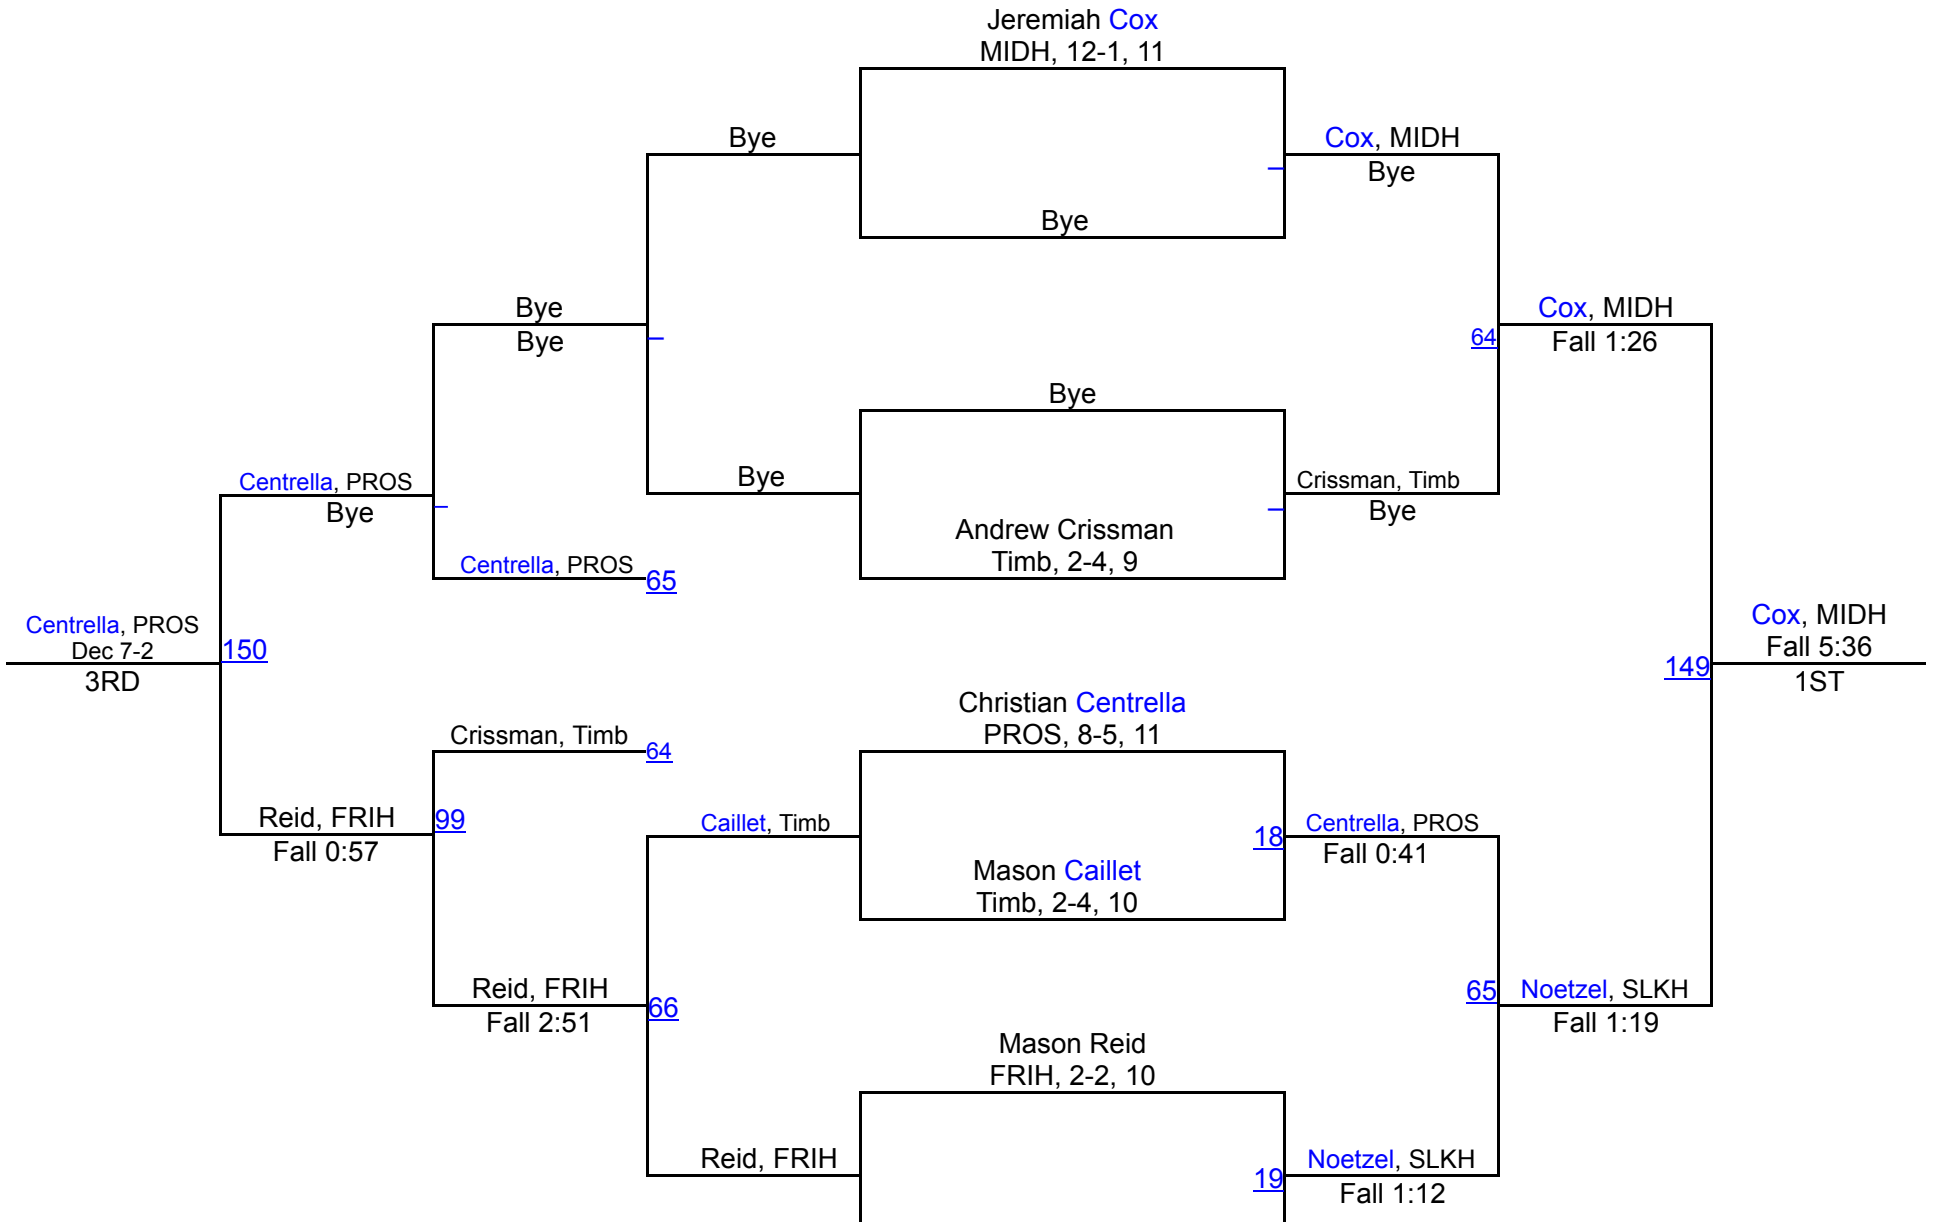 Jeremiah Cox
MIDH, 12-1, 11
Bye
Cox, MIDH
Bye
Bye
Bye
Bye
Cox, MIDH
64
Fall 1:26
Bye
Centrella, PROS
Bye
Bye
Crissman, Timb
Bye
Andrew Crissman
Timb, 2-4, 9
Centrella, PROS
65
Centrella, PROS
Dec 7-2
3RD
150
Cox, MIDH
Fall 5:36
1ST
149
Christian Centrella
PROS, 8-5, 11
Crissman, Timb
64
Reid, FRIH
Fall 0:57
99
Caillet, Timb
18
Centrella, PROS
Fall 0:41
Mason Caillet
Timb, 2-4, 10
Reid, FRIH
Fall 2:51
66
65
Noetzel, SLKH
Fall 1:19
Mason Reid
FRIH, 2-2, 10
Reid, FRIH
19
Noetzel, SLKH
Fall 1:12